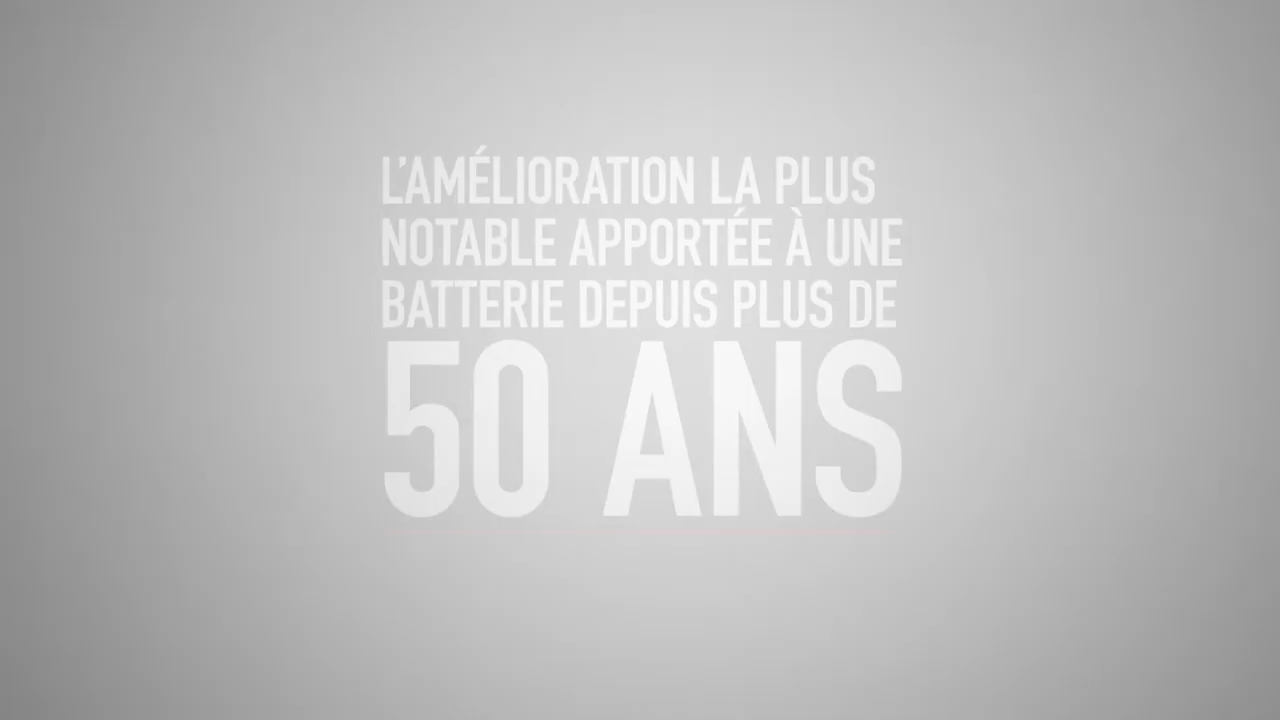 L'AMÉLIORATION LA PLUS
NOTABLE APPORTÉE À UNE
BATTERIE DEPUIS PLUS DE
50 ANS